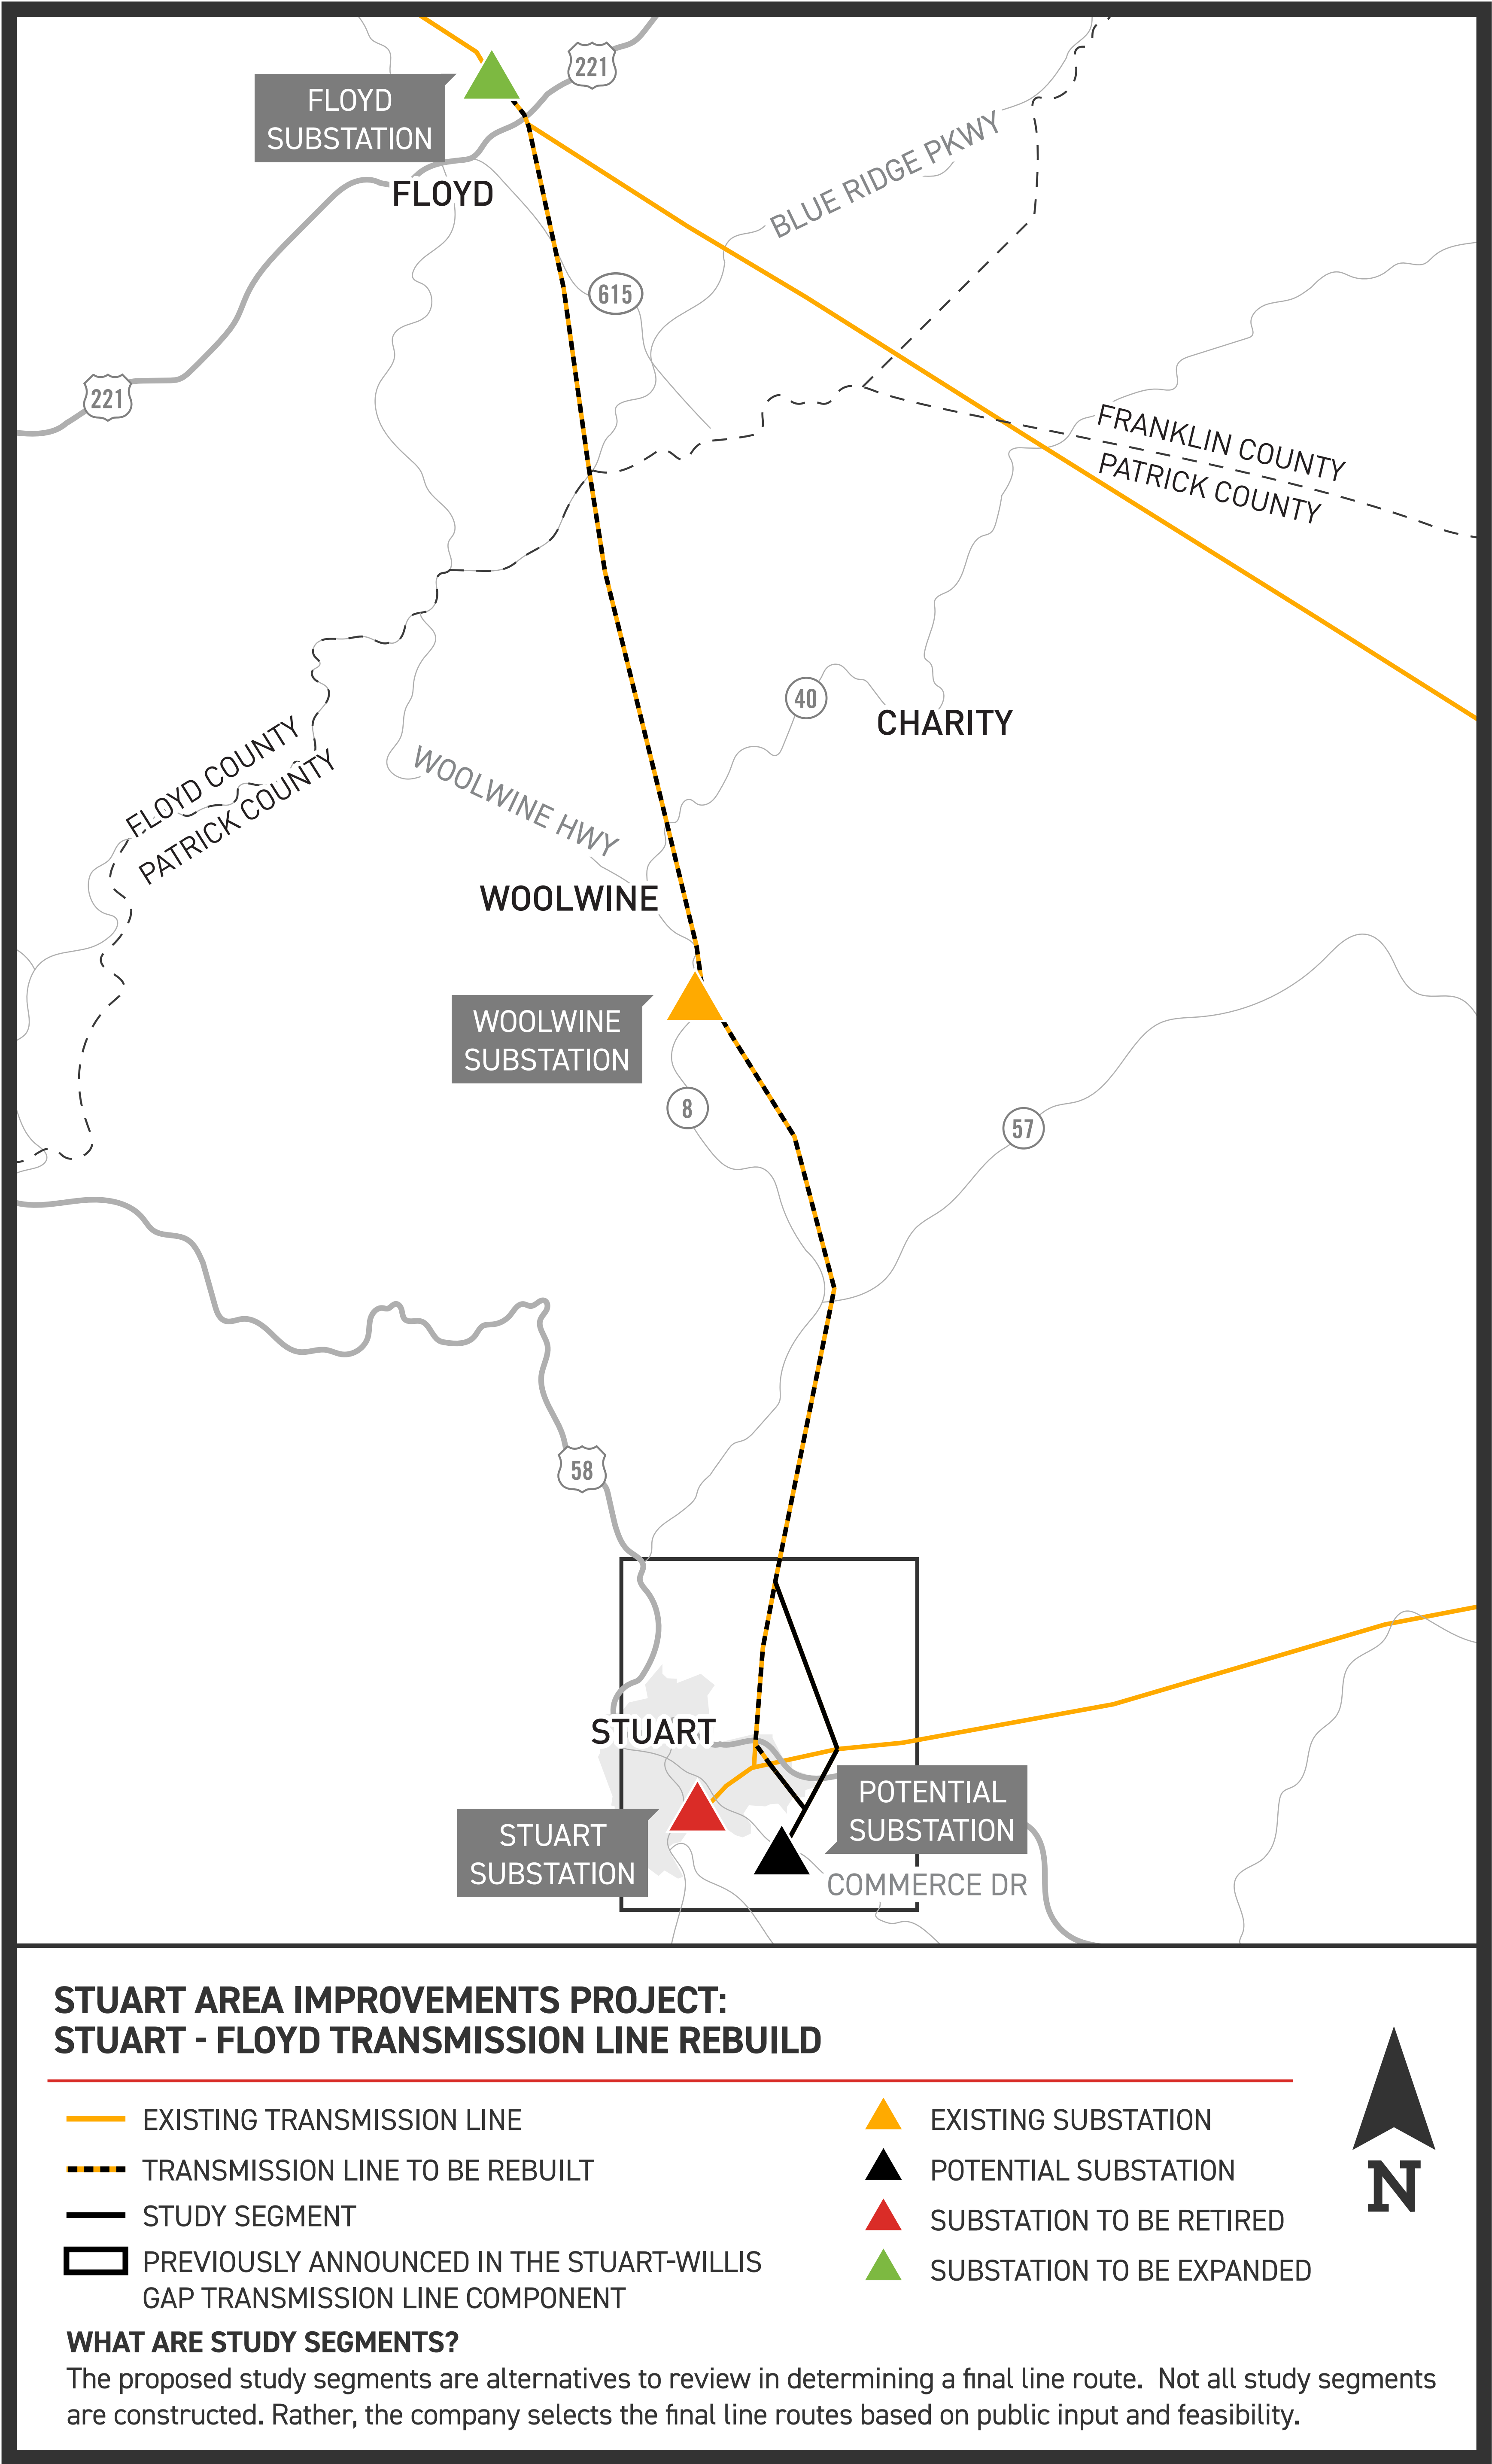 221
FLOYD
SUBSTATION
FLOYD
BLUE RIDGE PKWY
615
221
FRANKLIN COUNTY
PATRICK COUNTY
40
CHARITY
FLOYD COUNTY
PATRICK COUNTY
WOOLWINE HWY
WOOLWINE
WOOLWINE
SUBSTATION
8
57
58
STUART
POTENTIAL
SUBSTATION
STUART
SUBSTATION
COMMERCE DR
STUART AREA IMPROVEMENTS PROJECT:
STUART - FLOYD TRANSMISSION LINE REBUILD
EXISTING TRANSMISSION LINE
TRANSMISSION LINE TO BE REBUILT
STUDY SEGMENT
PREVIOUSLY ANNOUNCED IN THE STUART-WILLIS
GAP TRANSMISSION LINE COMPONENT
EXISTING SUBSTATION
POTENTIAL SUBSTATION
SUBSTATION TO BE RETIRED
SUBSTATION TO BE EXPANDED
N
WHAT ARE STUDY SEGMENTS?
The proposed study segments are alternatives to review in determining a final line route.  Not all study segments
are constructed. Rather, the company selects the final line routes based on public input and feasibility.